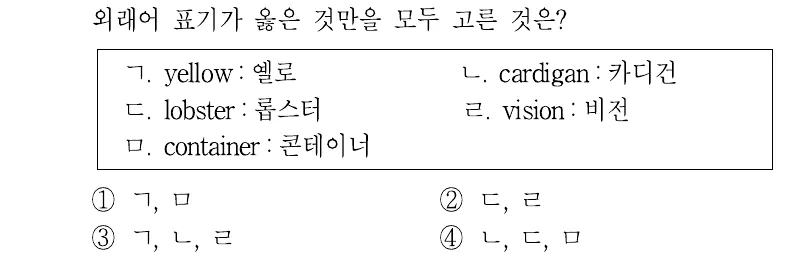 외래어 표기가 옳은 것만을 모두 고른 것은?
ㄱ. yellow : 옐로 ㄴ. cardigan : 카디건
ㄷ. lobster : 롭스터 ㄹ. vision : 비전
ㅁ. container : 콘테이너
① ㄱ, ㅁ ② ㄷ, ㄹ
③ ㄱ, ㄴ, ㄹ ④ ㄴ, ㄷ, ㅁ